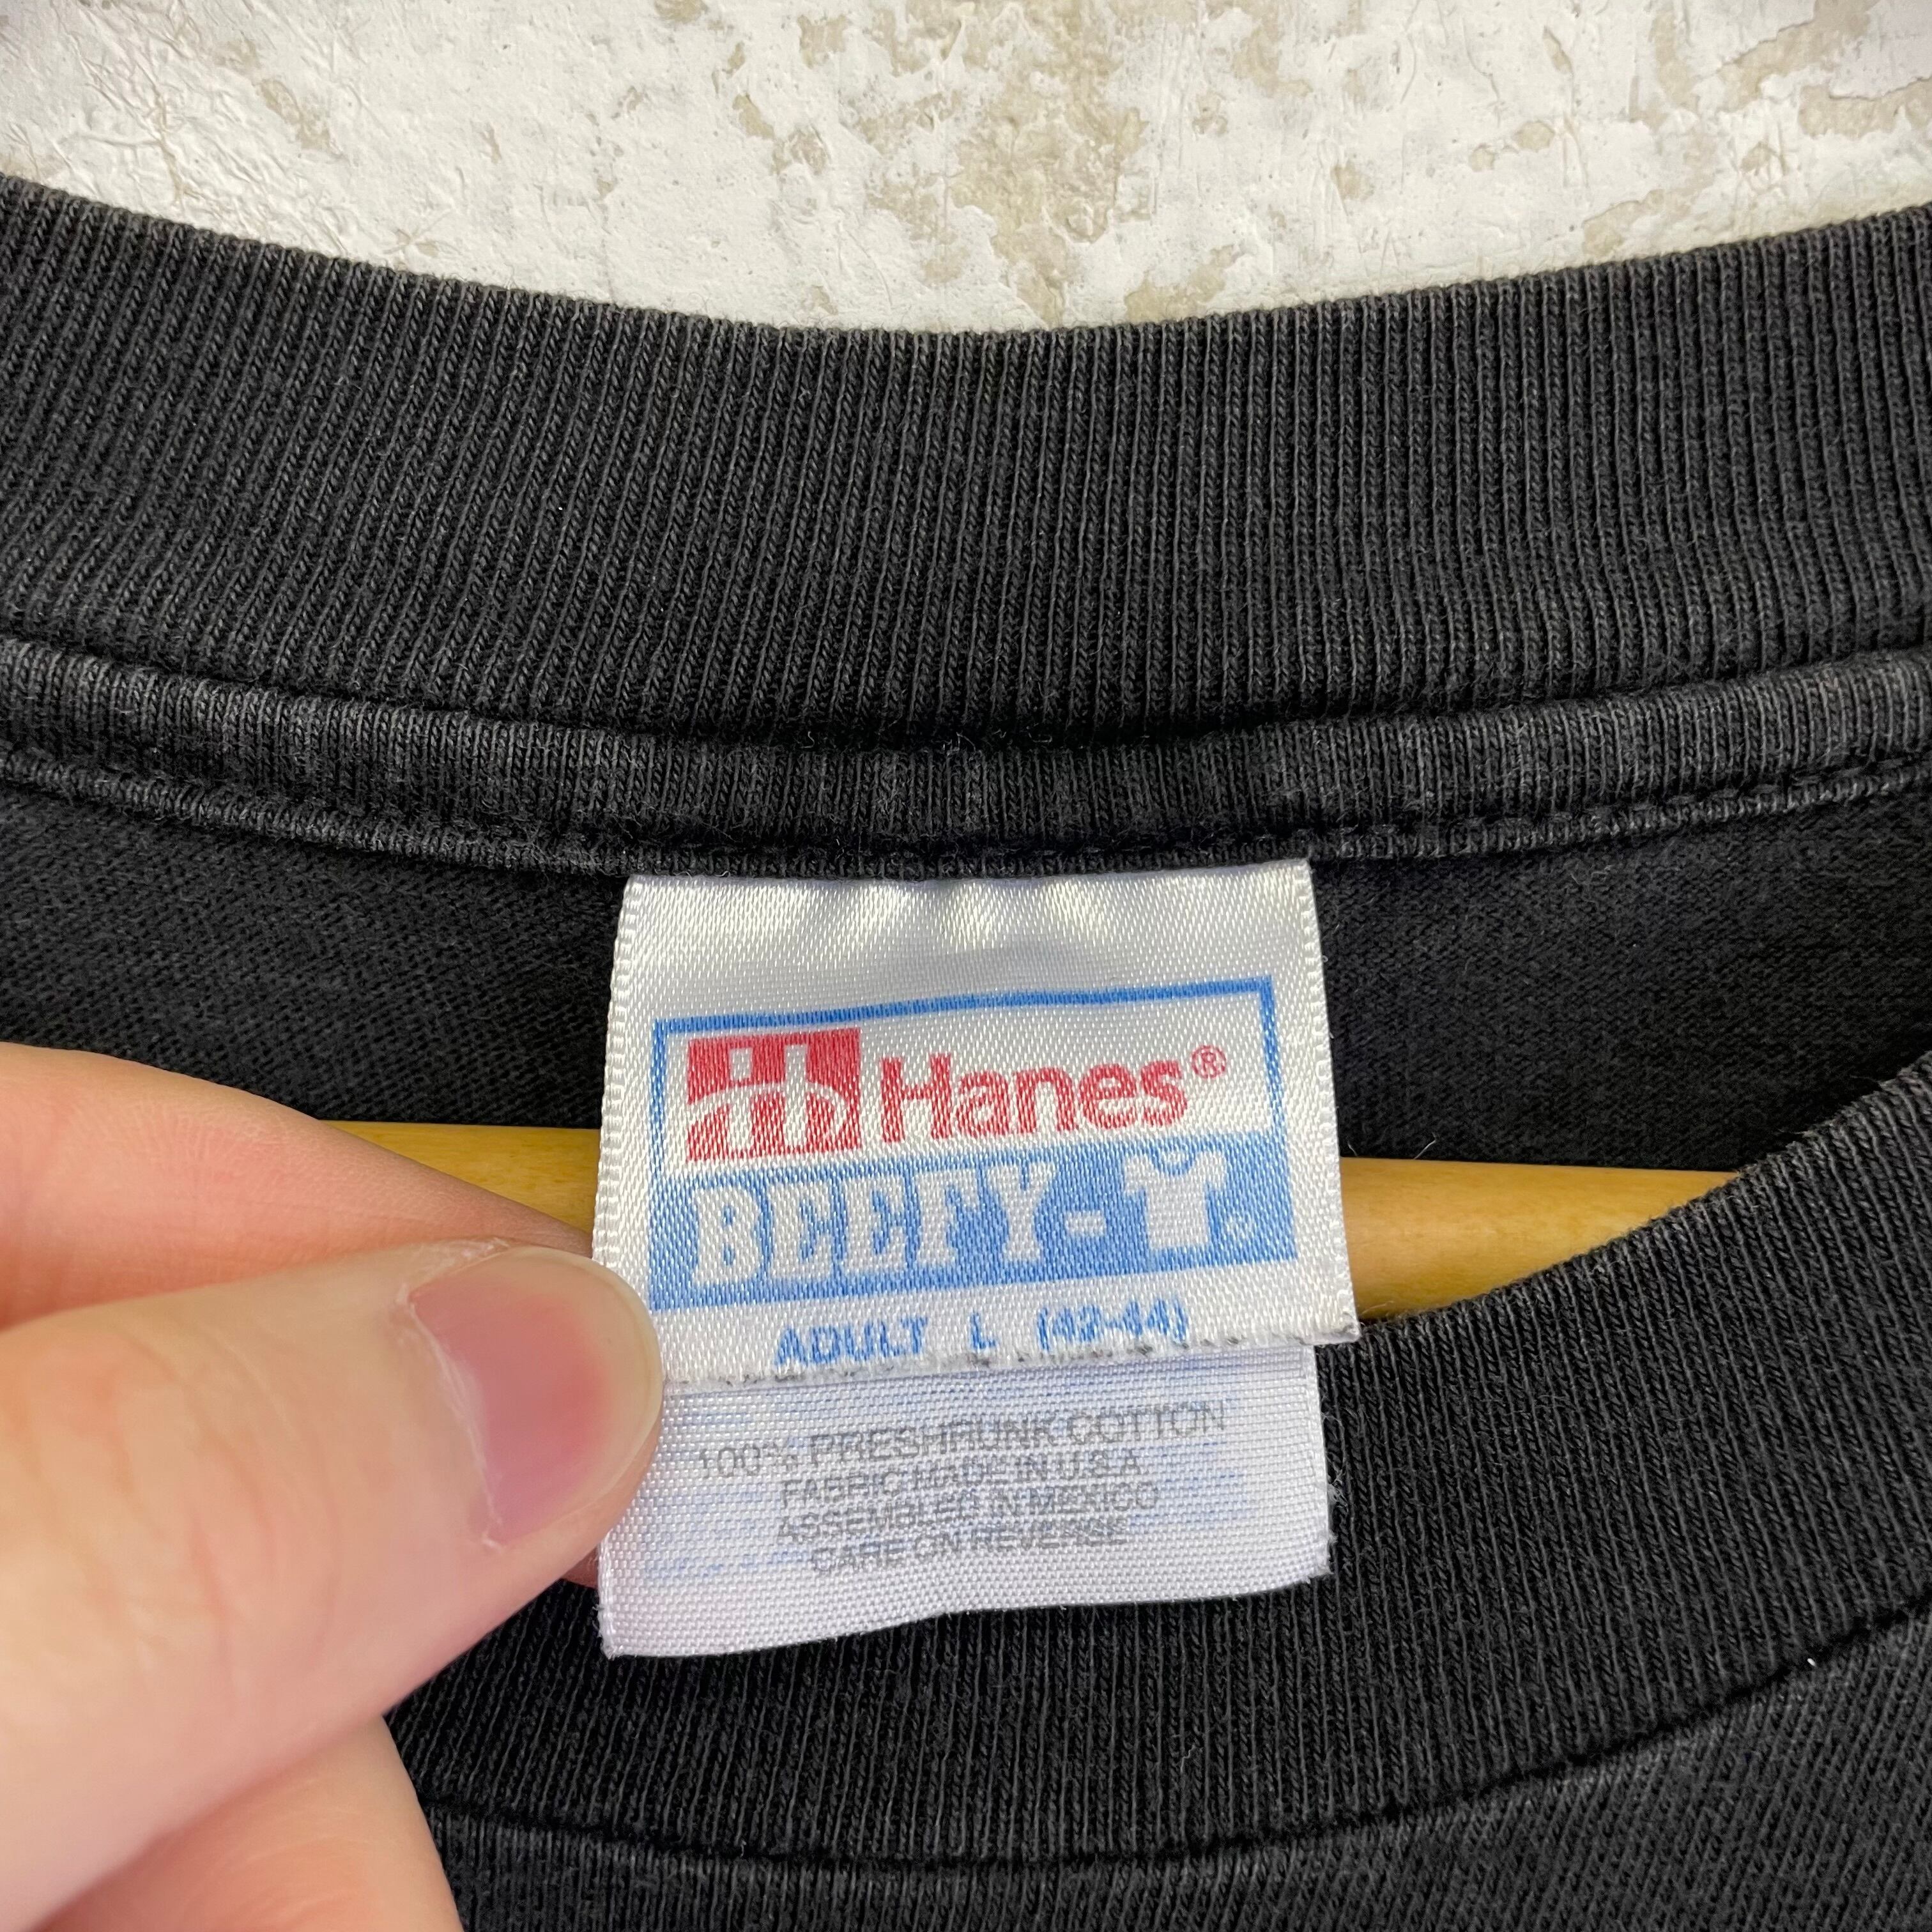 Hanes®
BEEFY-T®
ADULT L (42-44)
100% PRESHRUNK COTTON
FABRIC MADE IN U.S.A
ASSEMBLED IN MEXICO
CARE ON REVERSE